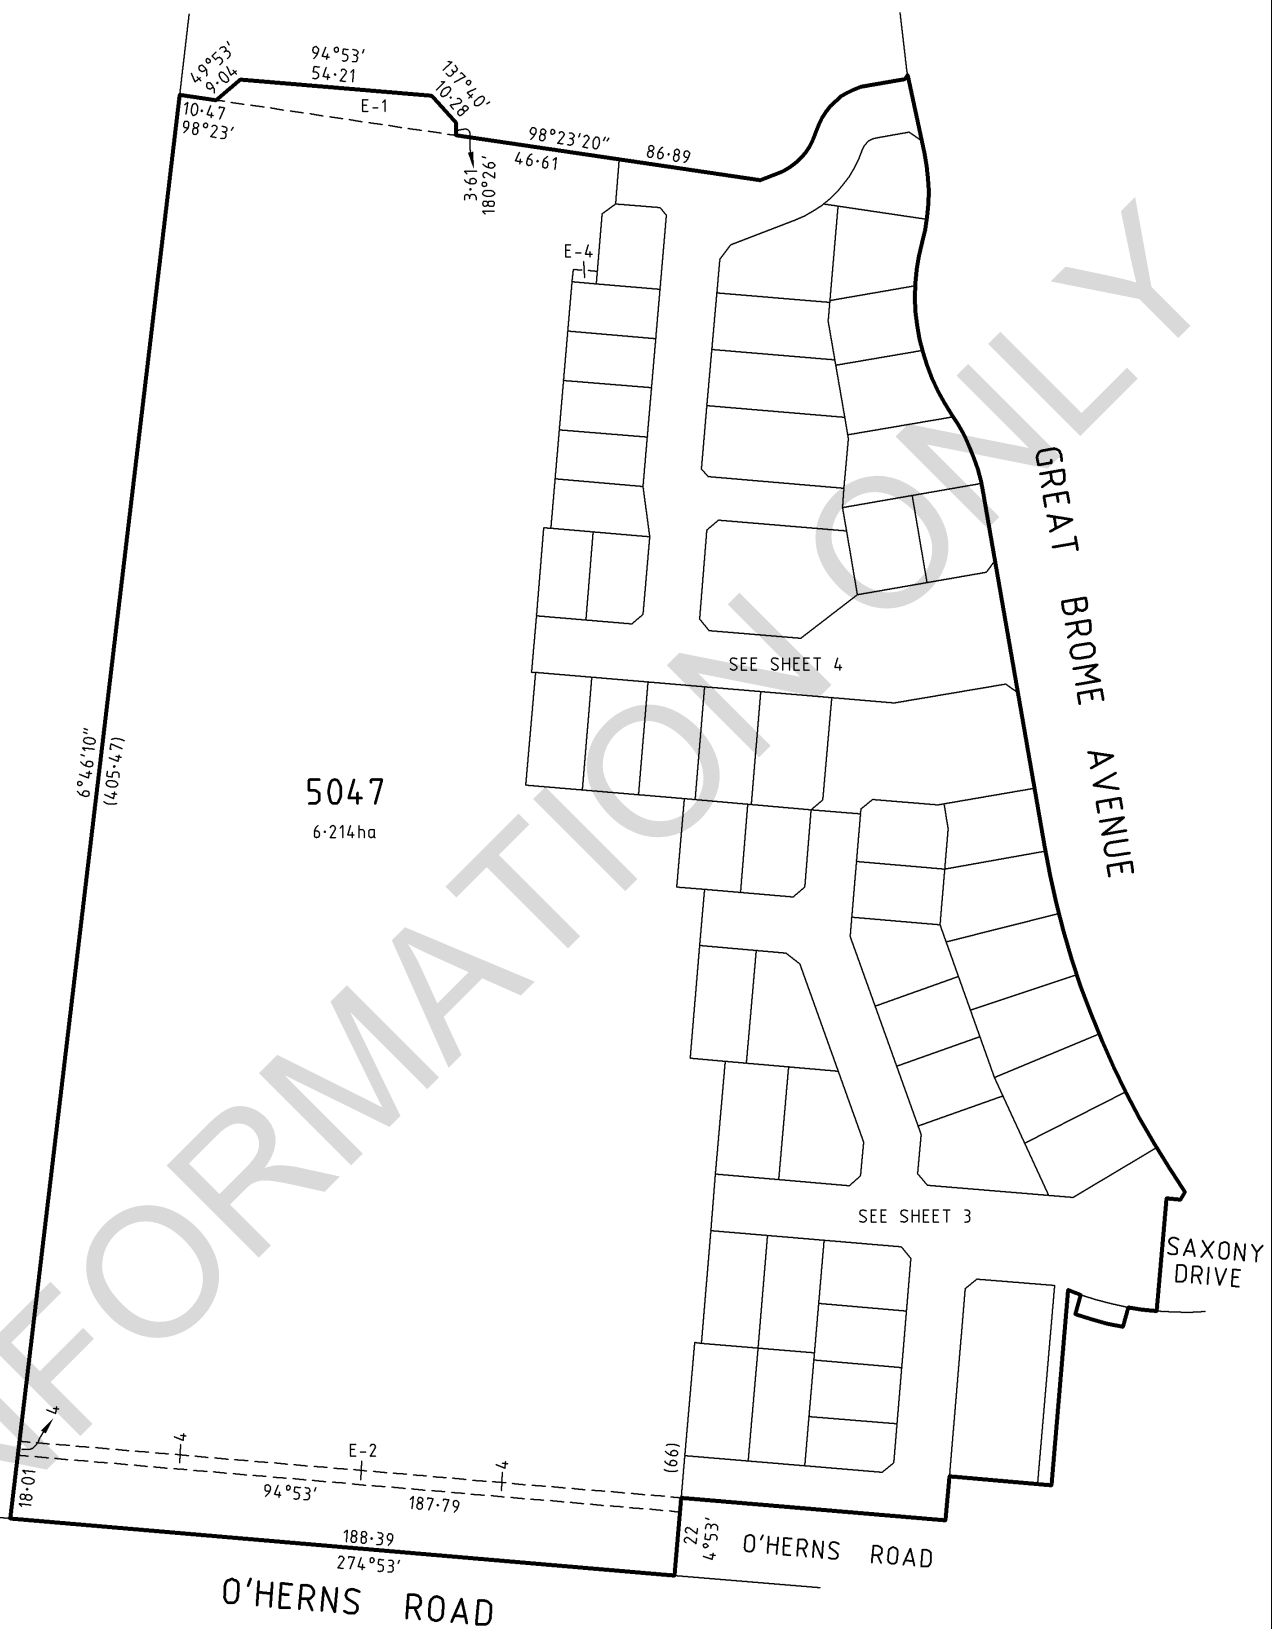 49°53'
9·04
94°53'
54·21
137°40'
10·28
E-1
10·47
98°23'
98°23'20"
46·61
86·89
3·61
180°26'
E-4
GREAT BROME AVENUE
SEE SHEET 4
6°46'10"
(405·47)
5047
6·214ha
SEE SHEET 3
SAXONY
DRIVE
4
4
E-2
4
(66)
18·01
94°53'
187·79
188·39
274°53'
22
4°53'
O'HERNS ROAD
O'HERNS ROAD
NFORMATION ONLY